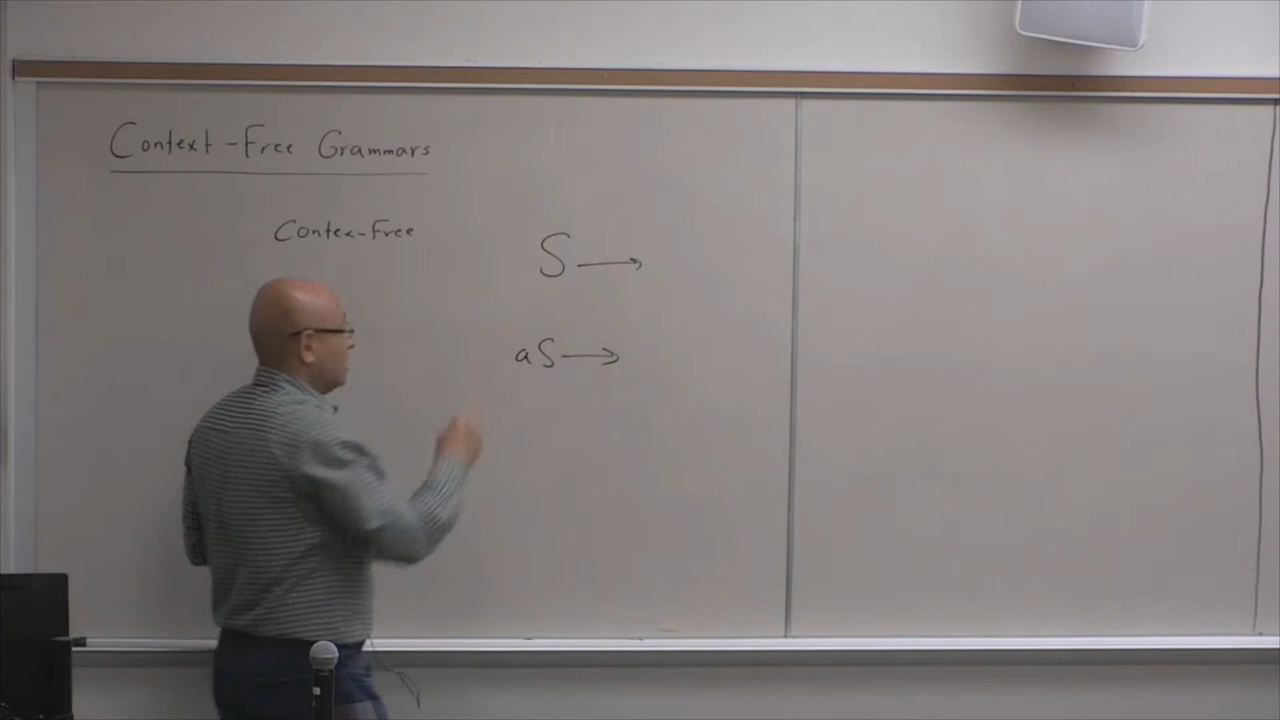 Context-Free Grammars
Contex-Free
S →
aS →